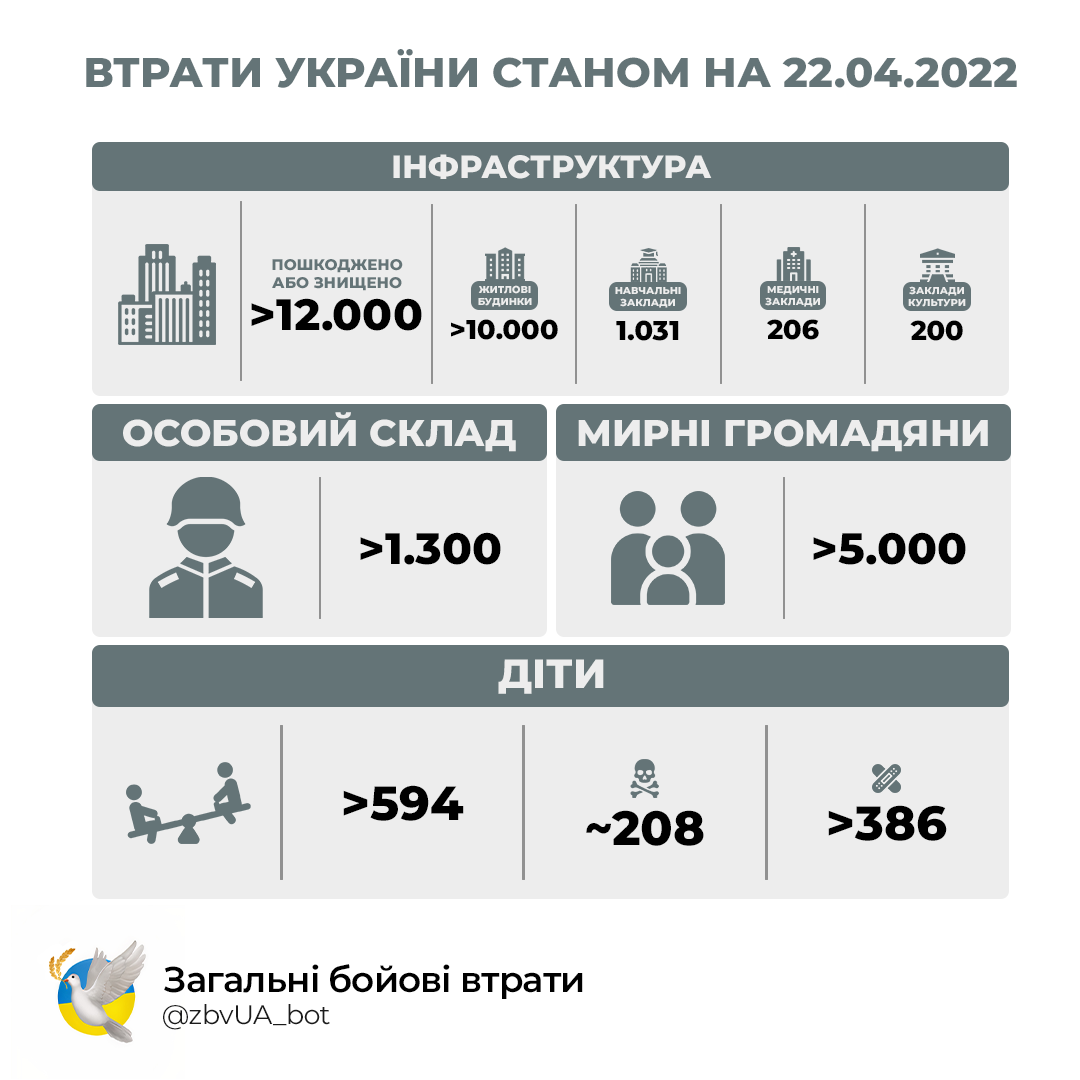 ВТРАТИ УКРАЇНИ СТАНОМ НА 22.04.2022
ІНФРАСТРУКТУРА
ПОШКОДЖЕНО
АБО ЗНИЩЕНО
>12.000
ЖИТЛОВІ
БУДИНКИ
>10.000
НАВЧАЛЬНІ
ЗАКЛАДИ
1.031
МЕДИЧНІ
ЗАКЛАДИ
206
ЗАКЛАДИ
КУЛЬТУРИ
200
ОСОБОВИЙ СКЛАД
>1.300
МИРНІ ГРОМАДЯНИ
>5.000
ДІТИ
>594
~208
>386
Загальні бойові втрати
@zbvUA_bot